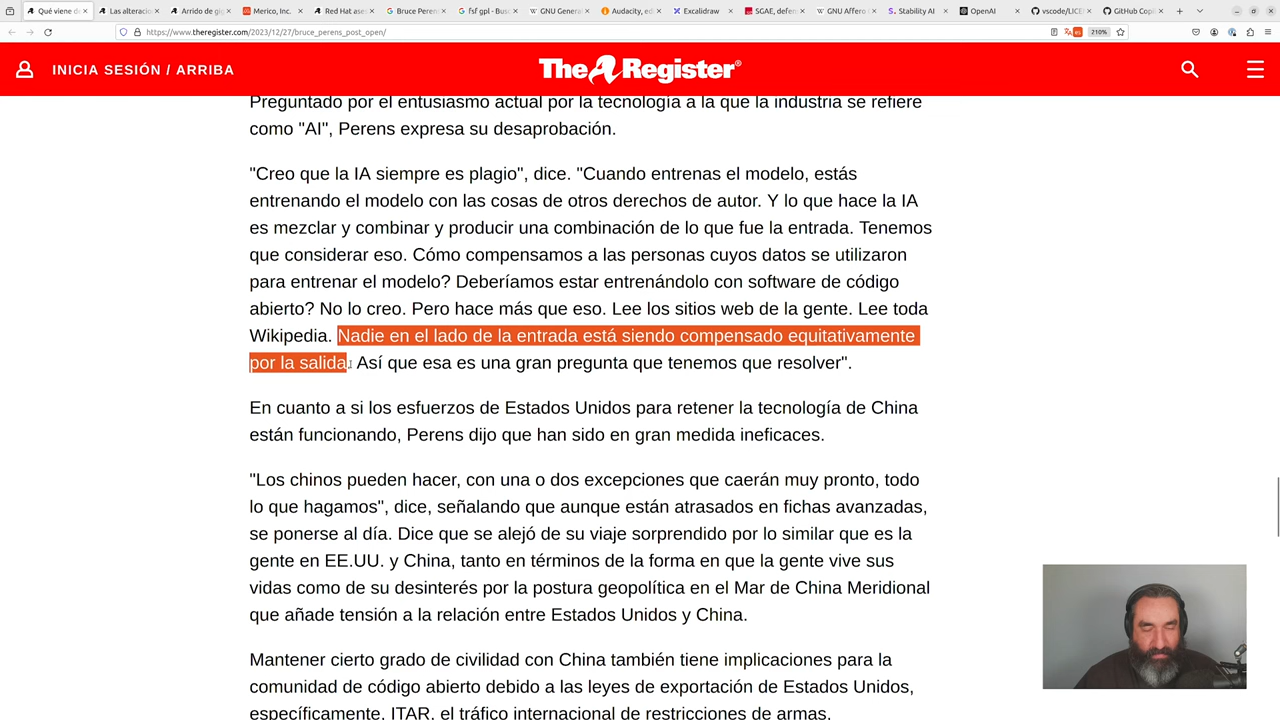 Qué viene de
Las alteracio
Arrido de gig
Merico, Inc.
Red Hat ases
Bruce Perens
fsf gpl - Bus
GNU Genera
Audacity, ed
Excalidraw
SGAE, defen
GNU Affero
Stability AI
OpenAI
vscode/LICE
GitHub Copi
https://www.theregister.com/2023/12/27/bruce_perens_post_open/
210%
INICIA SESIÓN / ARRIBA
The Register®
Preguntado por el entusiasmo actual por la tecnología a la que la industria se refiere
como "AI", Perens expresa su desaprobación.
"Creo que la IA siempre es plagio", dice. "Cuando entrenas el modelo, estás
entrenando el modelo con las cosas de otros derechos de autor. Y lo que hace la IA
es mezclar y combinar y producir una combinación de lo que fue la entrada. Tenemos
que considerar eso. Cómo compensamos a las personas cuyos datos se utilizaron
para entrenar el modelo? Deberíamos estar entrenándolo con software de código
abierto? No lo creo. Pero hace más que eso. Lee los sitios web de la gente. Lee toda
Wikipedia. Nadie en el lado de la entrada está siendo compensado equitativamente
por la salida. Así que esa es una gran pregunta que tenemos que resolver".
En cuanto a si los esfuerzos de Estados Unidos para retener la tecnología de China
están funcionando, Perens dijo que han sido en gran medida ineficaces.
"Los chinos pueden hacer, con una o dos excepciones que caerán muy pronto, todo
lo que hagamos", dice, señalando que aunque están atrasados en fichas avanzadas,
se ponerse al día. Dice que se alejó de su viaje sorprendido por lo similar que es la
gente en EE.UU. y China, tanto en términos de la forma en que la gente vive sus
vidas como de su desinterés por la postura geopolítica en el Mar de China Meridional
que añade tensión a la relación entre Estados Unidos y China.
Mantener cierto grado de civilidad con China también tiene implicaciones para la
comunidad de código abierto debido a las leyes de exportación de Estados Unidos,
específicamente, ITAR, el tráfico internacional de restricciones de armas.